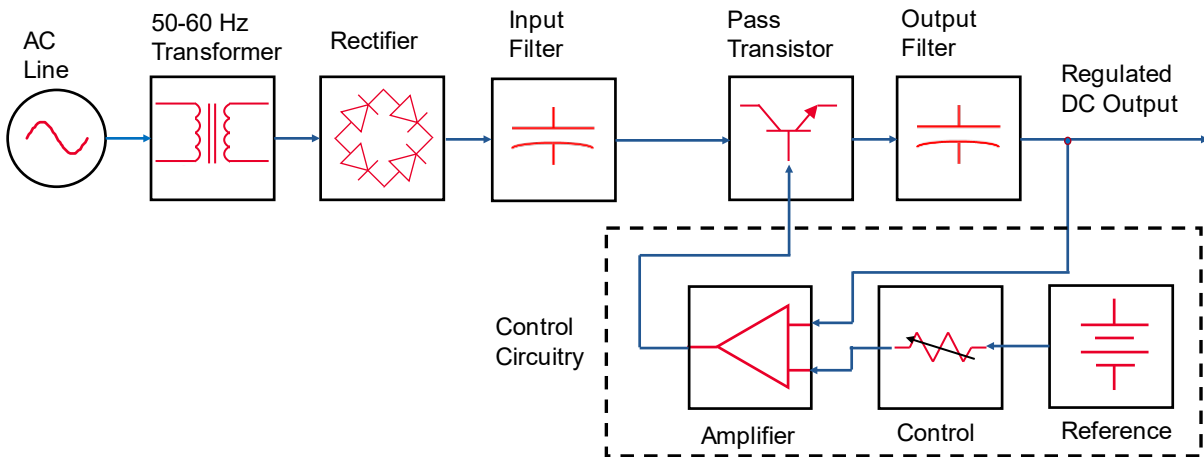 AC
Line
50-60 Hz
Transformer
Rectifier
Input
Filter
Pass
Transistor
Output
Filter
Regulated
DC Output
Control
Circuitry
Amplifier
Control
Reference